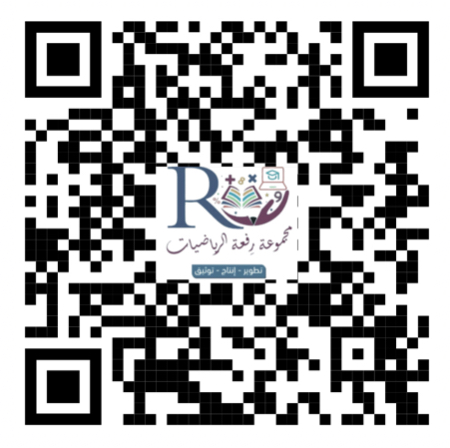 R
مجموعة رفعة الرياضيات
تطوير - إنتاج - توثيق